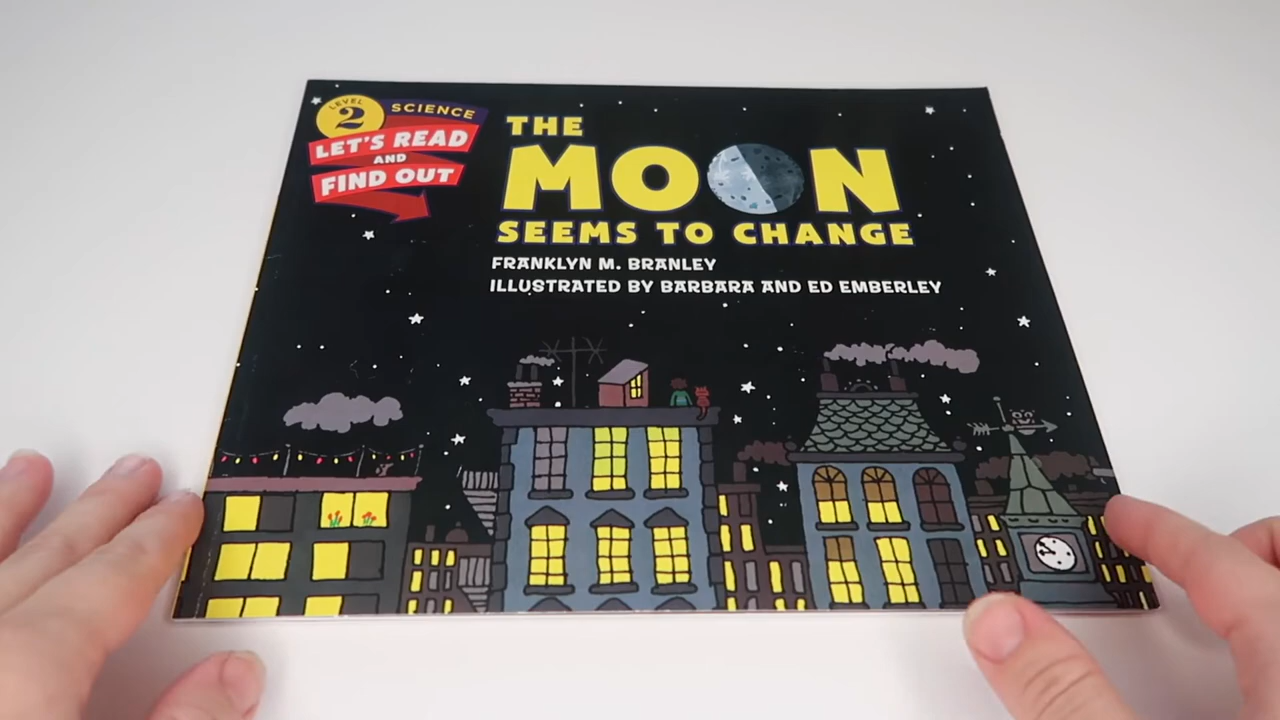 LEVEL
2
SCIENCE
LET'S READ
AND
FIND OUT
THE
MOON
SEEMS TO CHANGE
FRANKLYN M. BRANLEY
ILLUSTRATED BY BARBARA AND ED EMBERLEY